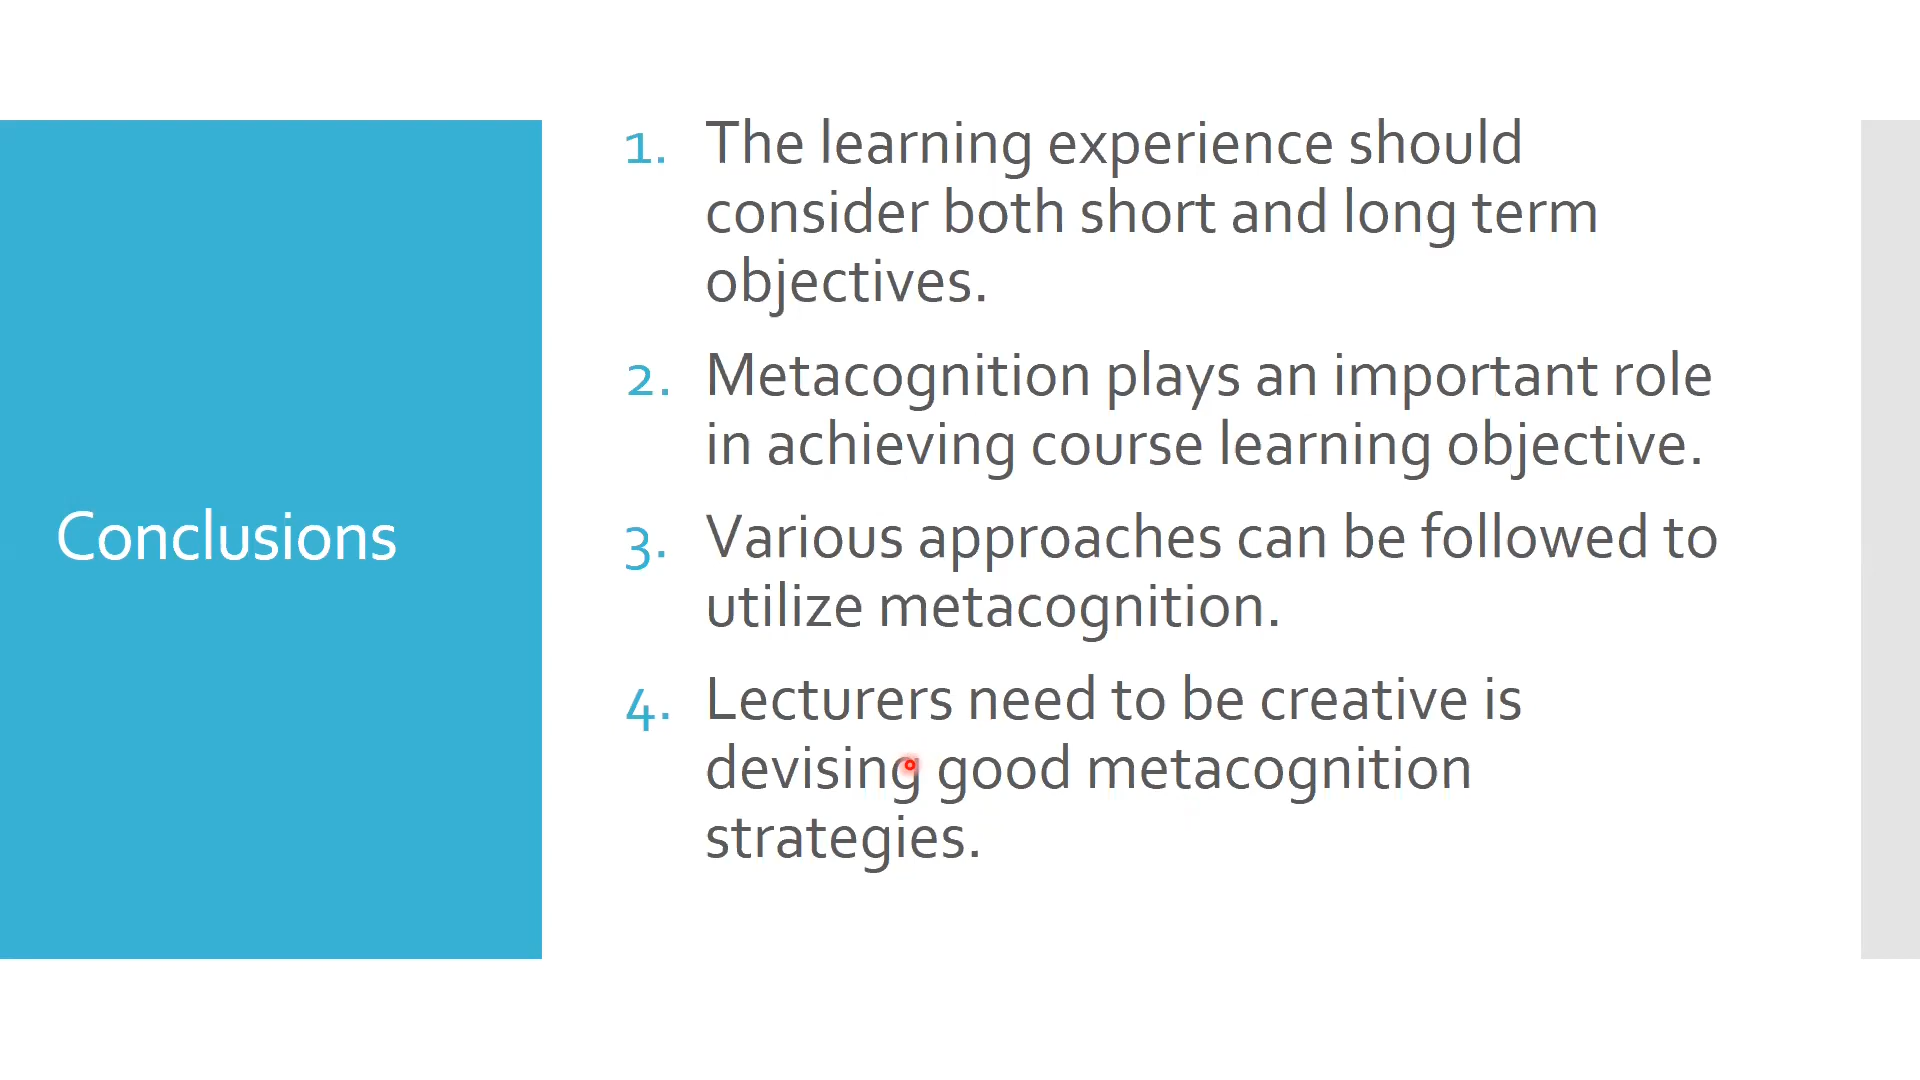 Conclusions
1. The learning experience should
consider both short and long term
objectives.
2. Metacognition plays an important role
in achieving course learning objective.
3. Various approaches can be followed to
utilize metacognition.
4. Lecturers need to be creative is
devising good metacognition
strategies.